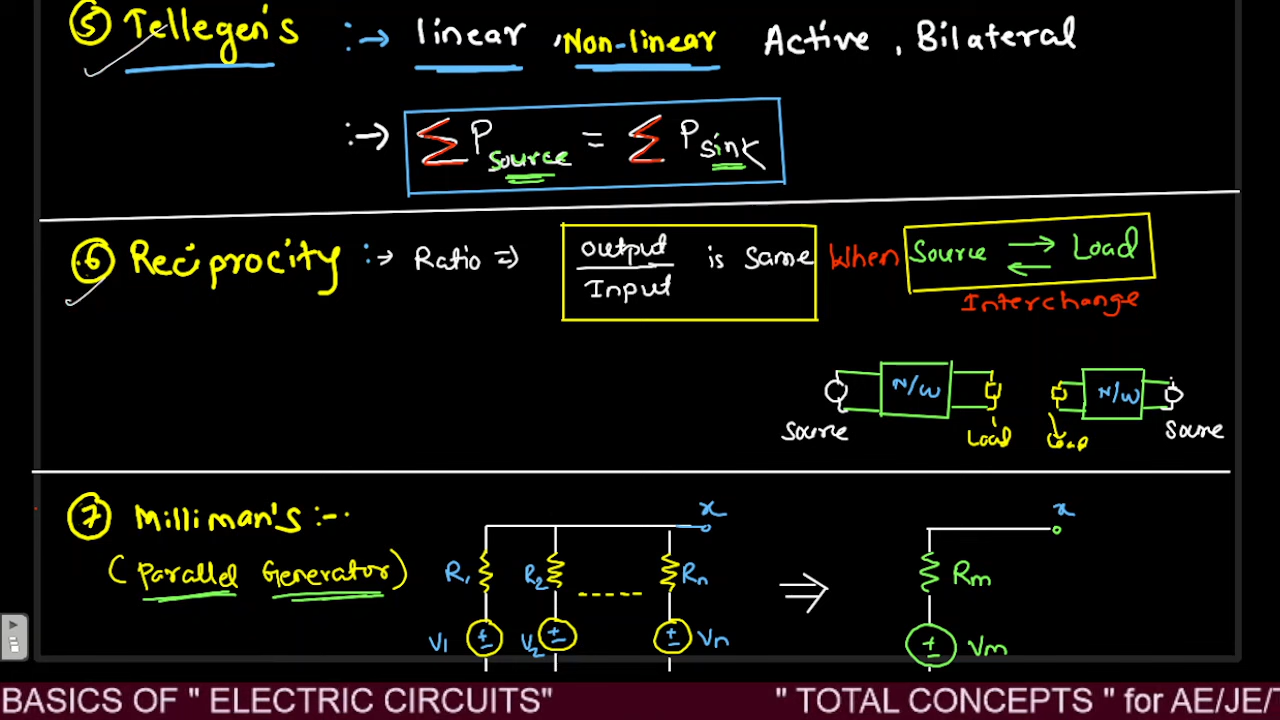 ⑤ Tellegen's :→ linear , Non-linear Active , Bilateral
:→ ∑ P source = ∑ P sink
⑥ Reciprocity :→ Ratio ⇒ output / Input is same When Source ⇄ Load
Interchange
N/W N/W
Source Load Load Source
⑦ Milliman's :-
(parallel Generator)
x x
R1 R2 ------ Rn ⇒ Rm
V1 V2 Vn Vm
BASICS OF " ELECTRIC CIRCUITS" " TOTAL CONCEPTS " for AE/JE/